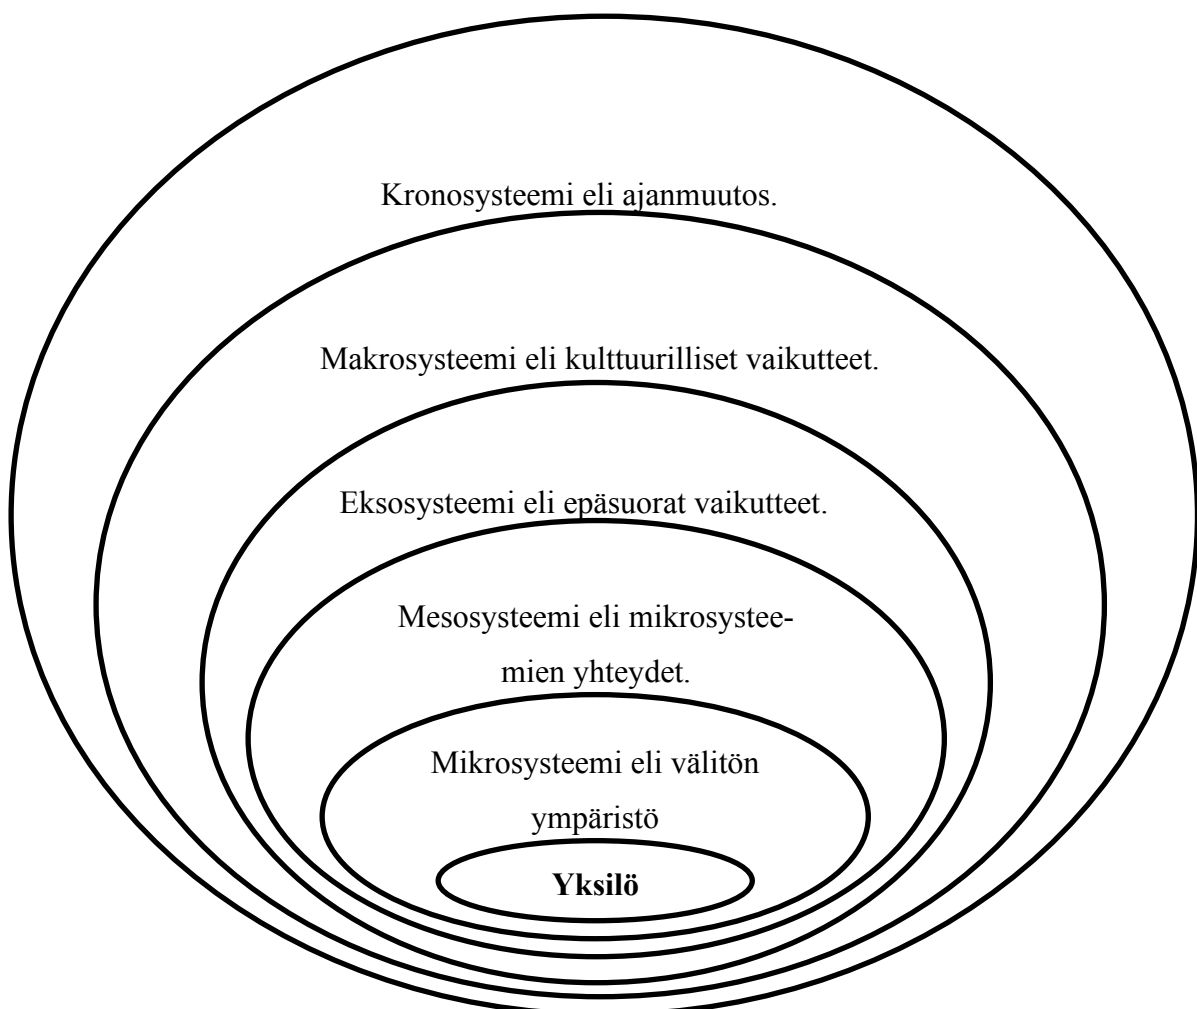 Kronosysteemi eli ajanmuutos.
Makrosysteemi eli kulttuurilliset vaikutteet.
Eksosysteemi eli epäsuorat vaikutteet.
Mesosysteemi eli mikrosystee-
mien yhteydet.
Mikrosysteemi eli välitön
ympäristö
Yksilö